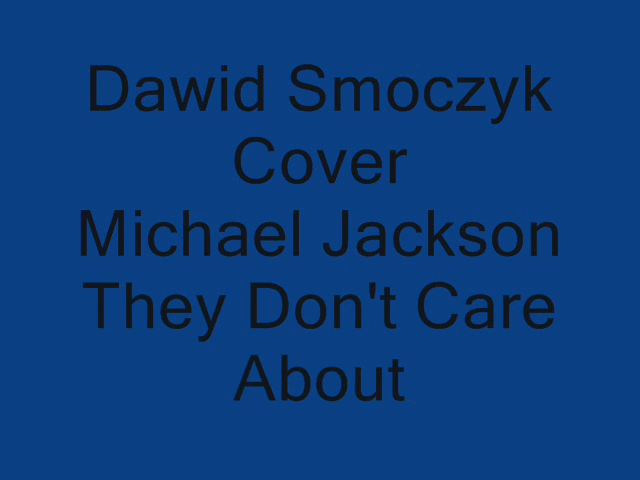 Dawid Smoczyk
Cover
Michael Jackson
They Don't Care
About